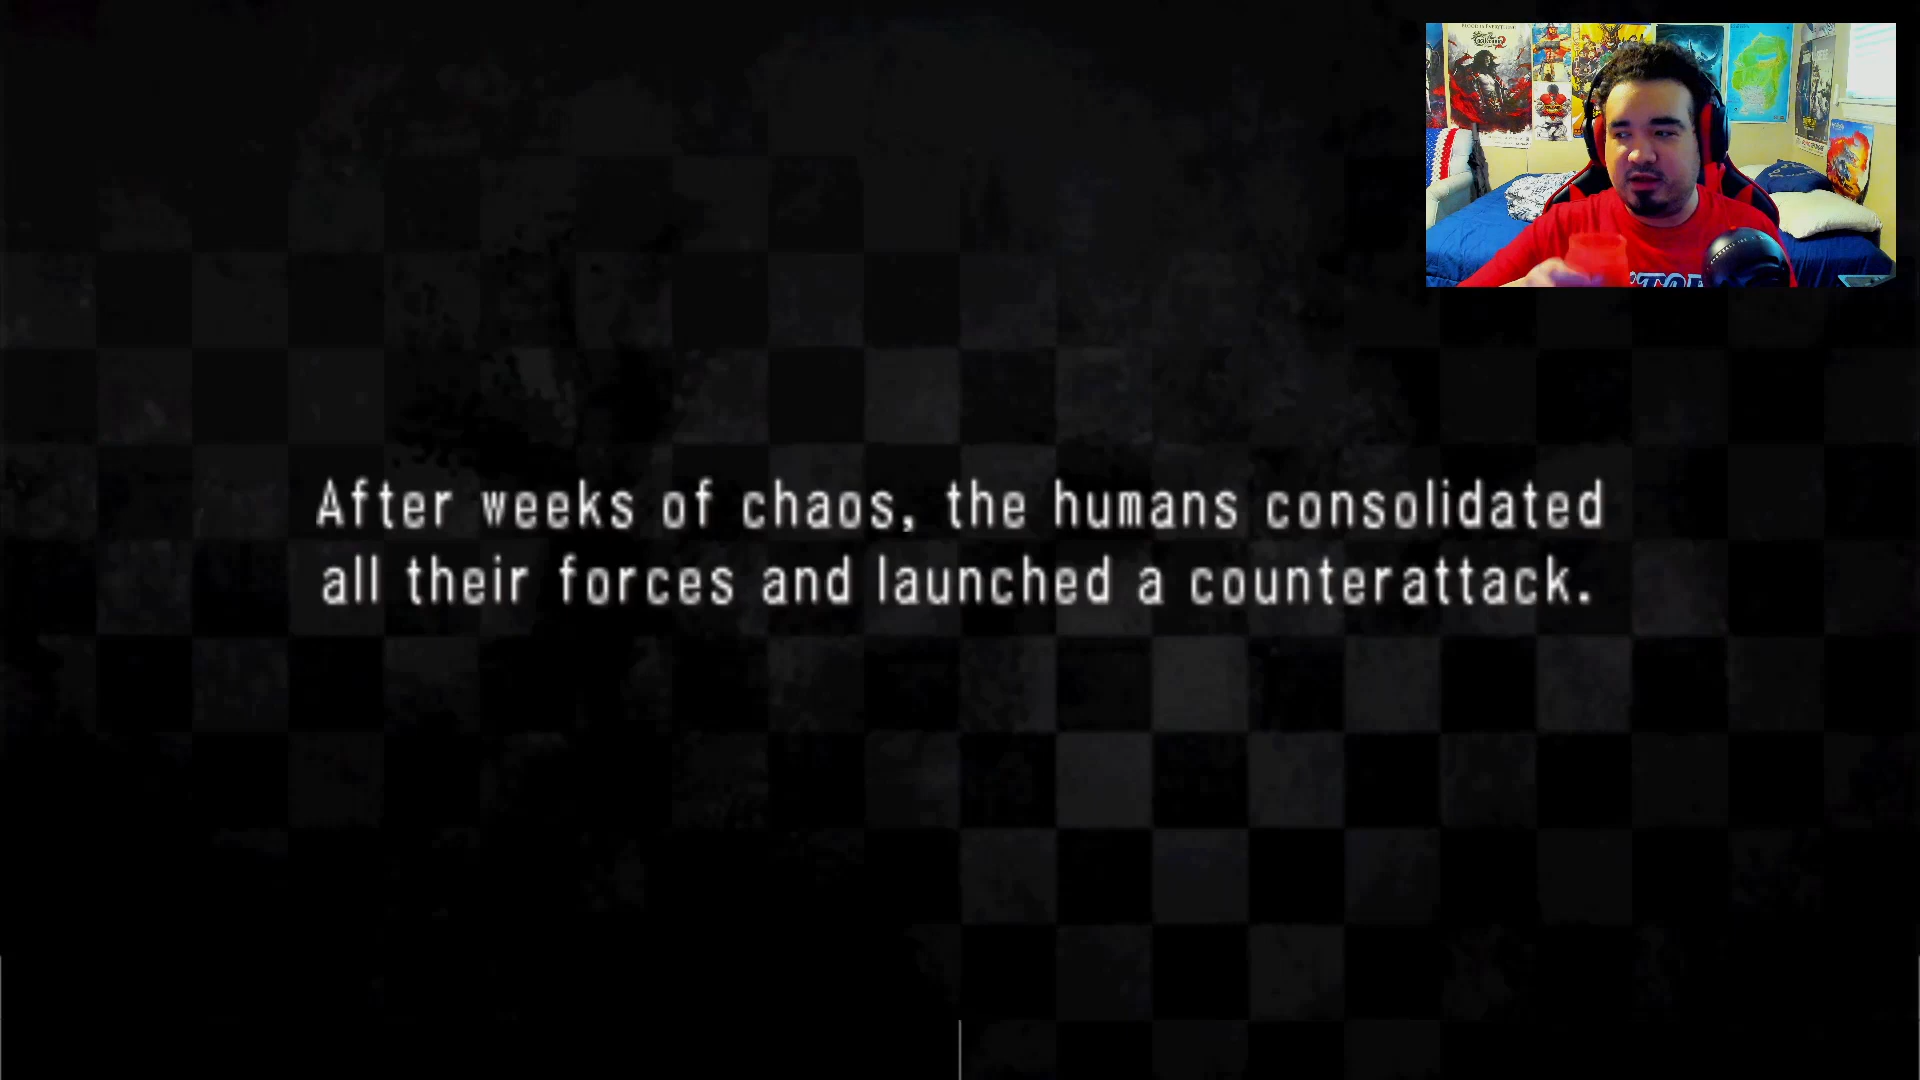 After weeks of chaos, the humans consolidated
all their forces and launched a counterattack.